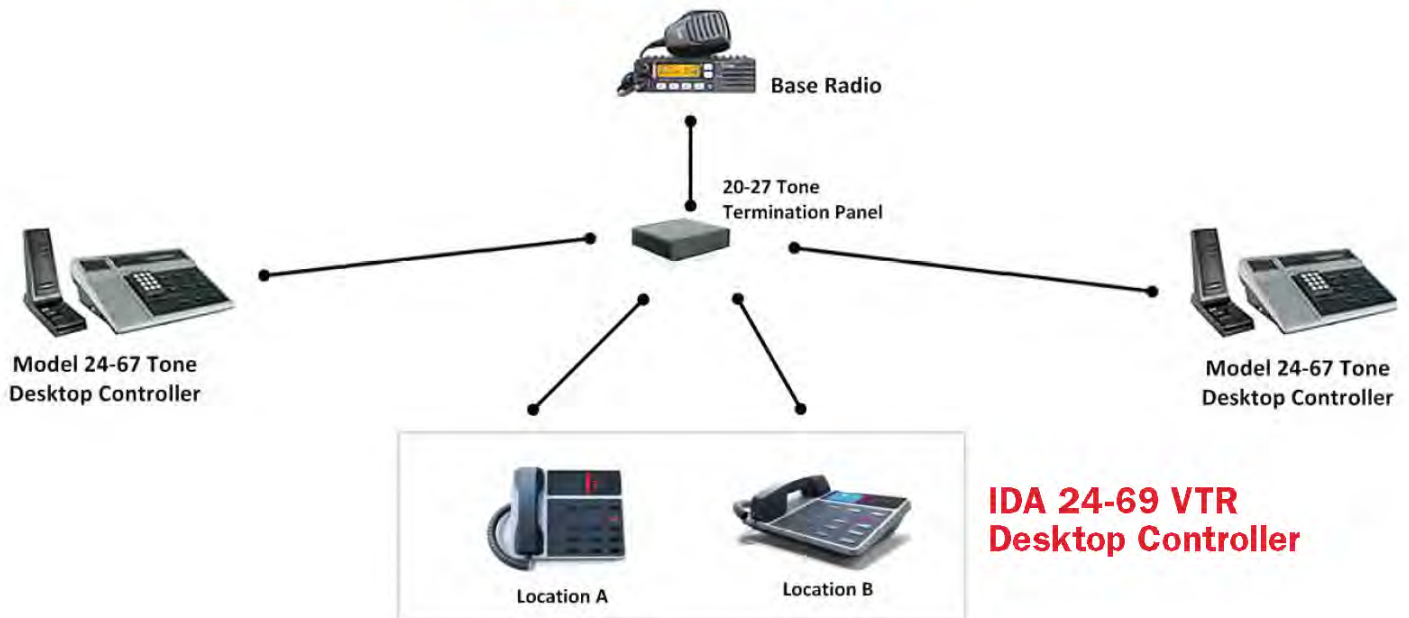 Base Radio
20-27 Tone
Termination Panel
Model 24-67 Tone
Desktop Controller
Model 24-67 Tone
Desktop Controller
IDA 24-69 VTR
Desktop Controller
Location A
Location B